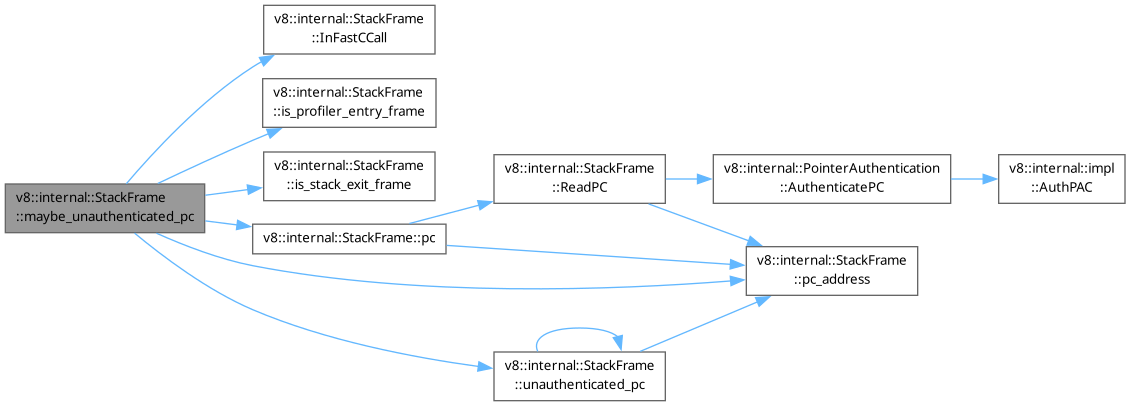 v8::internal::StackFrame
::InFastCCall
v8::internal::StackFrame
::is_profiler_entry_frame
v8::internal::StackFrame
::is_stack_exit_frame
v8::internal::StackFrame
::maybe_unauthenticated_pc
v8::internal::StackFrame::pc
v8::internal::StackFrame
::ReadPC
v8::internal::PointerAuthentication
::AuthenticatePC
v8::internal::impl
::AuthPAC
v8::internal::StackFrame
::pc_address
v8::internal::StackFrame
::unauthenticated_pc